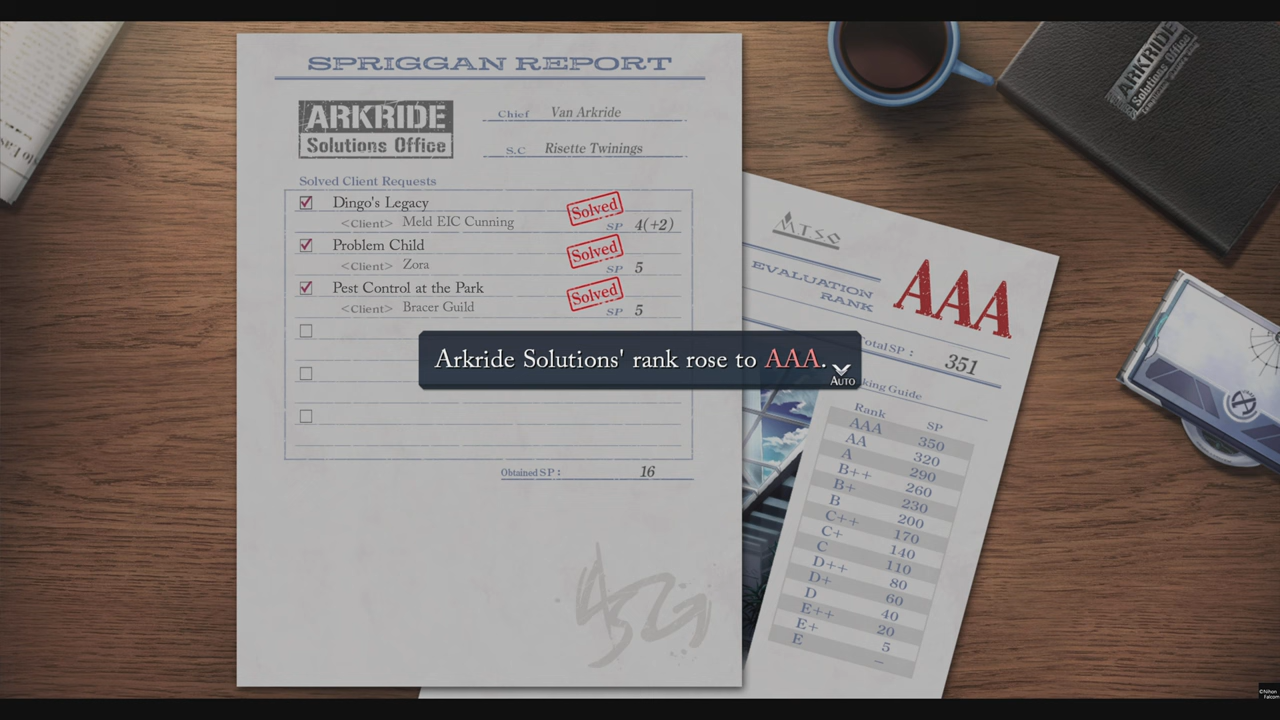 SPRIGGAN REPORT
ARKRIDE
Solutions Office
Chief Van Arkride
S.C Risette Twinings
Solved Client Requests
Dingo's Legacy
Solved
<Client> Meld EIC Cunning
SP 4(+2)
Problem Child
Solved
<Client> Zora
SP 5
Pest Control at the Park
Solved
<Client> Bracer Guild
SP 5
Obtained SP : 16
Arkride Solutions' rank rose to AAA.
AUTO
MTSC
EVALUATION
RANK
AAA
Total SP : 351
king Guide
Rank SP
AAA 350
AA 320
A 290
B++ 260
B+ 230
B 200
C++ 170
C+ 140
C 110
D++ 80
D+ 60
D 40
E++ 20
E+ 5
E –
ARKRIDE
Solutions Office
©Nihon
Falcom